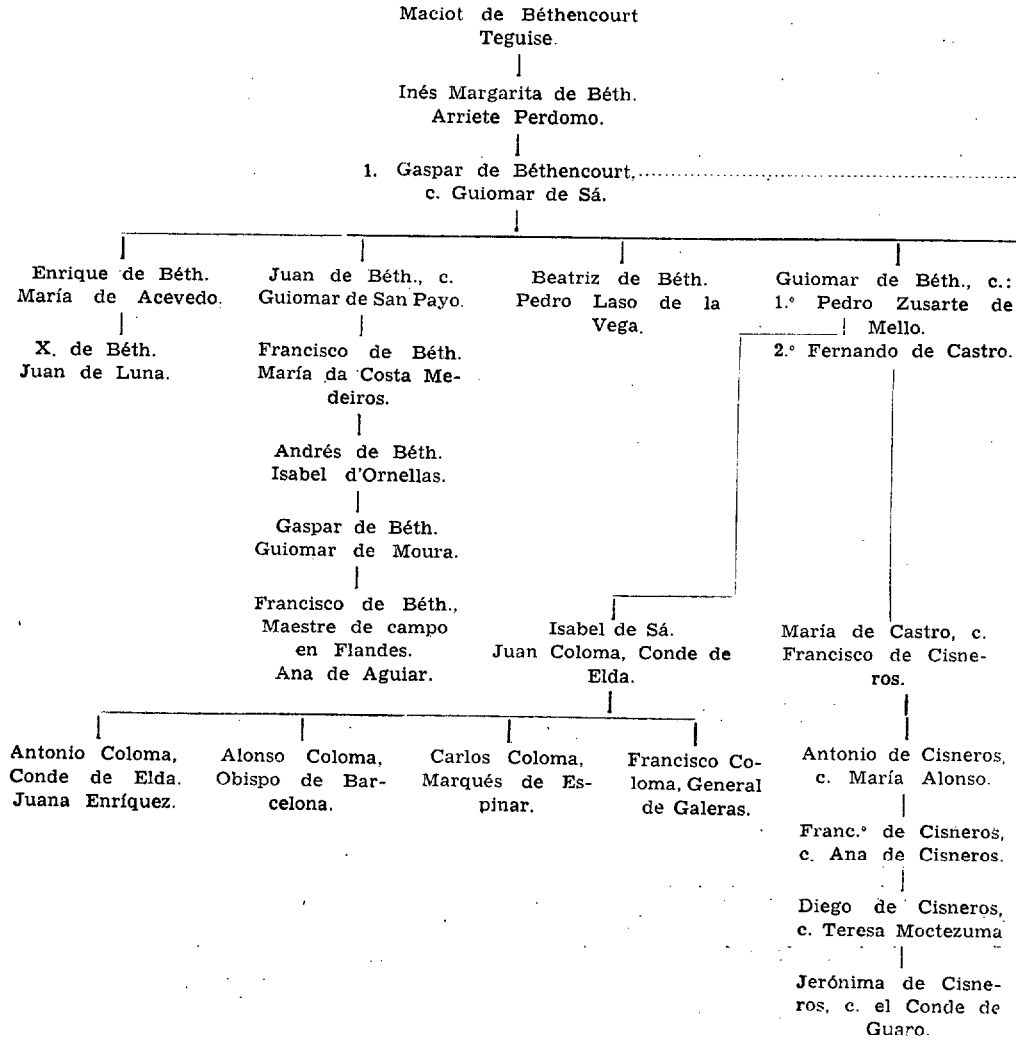 Maciot de Béthencourt
Teguise.
Inés Margarita de Béth.
Arriete Perdomo.
1. Gaspar de Béthencourt,
c. Guiomar de Sá.
Enrique de Béth.
María de Acevedo.
X. de Béth.
Juan de Luna.
Juan de Béth., c.
Guiomar de San Payo.
Francisco de Béth.
María da Costa Me-
deiros.
Andrés de Béth.
Isabel d'Ornellas.
Gaspar de Béth.
Guiomar de Moura.
Francisco de Béth.,
Maestre de campo
en Flandes.
Ana de Aguiar.
Beatriz de Béth.
Pedro Laso de la
Vega.
Guiomar de Béth., c.:
1.º Pedro Zusarte de
Mello.
2.º Fernando de Castro.
Isabel de Sá.
Juan Coloma, Conde de
Elda.
María de Castro, c.
Francisco de Cisne-
ros.
Antonio Coloma,
Conde de Elda.
Juana Enríquez.
Alonso Coloma,
Obispo de Bar-
celona.
Carlos Coloma,
Marqués de Es-
pinar.
Francisco Co-
loma, General
de Galeras.
Antonio de Cisneros,
c. María Alonso.
Franc.º de Cisneros,
c. Ana de Cisneros.
Diego de Cisneros,
c. Teresa Moctezuma
Jerónima de Cisne-
ros, c. el Conde de
Guaro.